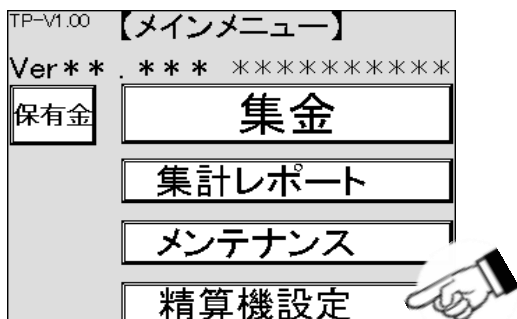 TP-V1.00 【メインメニュー】
Ver** . *** **********
保有金 集金
集計レポート
メンテナンス
精算機設定